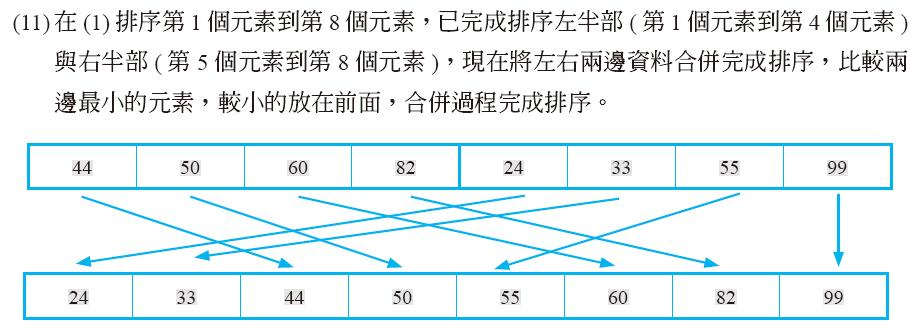 (11)在(1)排序第1個元素到第8個元素，已完成排序左半部(第1個元素到第4個元素)
與右半部(第5個元素到第8個元素)，現在將左右兩邊資料合併完成排序，比較兩
邊最小的元素，較小的放在前面，合併過程完成排序。
44 50 60 82 24 33 55 99
24 33 44 50 55 60 82 99